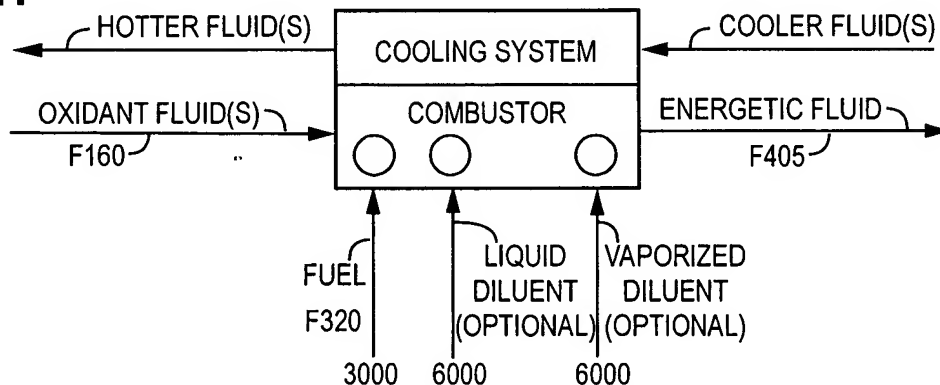 HOTTER FLUID(S)
COOLING SYSTEM
COOLER FLUID(S)
OXIDANT FLUID(S)
F160
COMBUSTOR
ENERGETIC FLUID
F405
FUEL
F320
LIQUID
DILUENT
(OPTIONAL)
VAPORIZED
DILUENT
(OPTIONAL)
3000
6000
6000